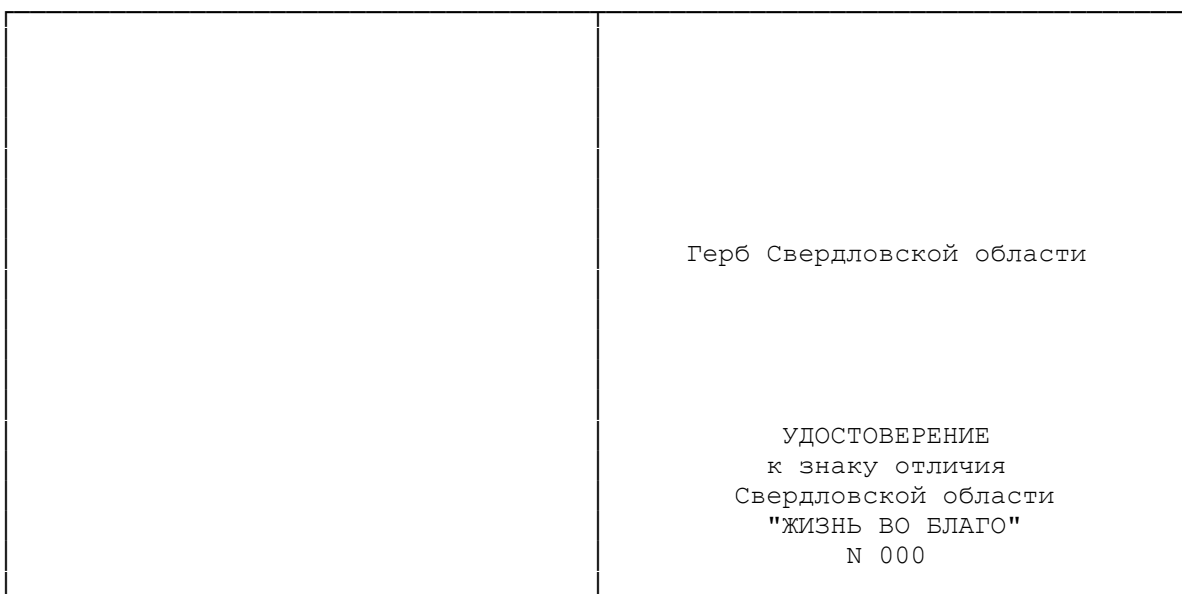 Герб Свердловской области
УДОСТОВЕРЕНИЕ
к знаку отличия
Свердловской области
"ЖИЗНЬ ВО БЛАГО"
N 000